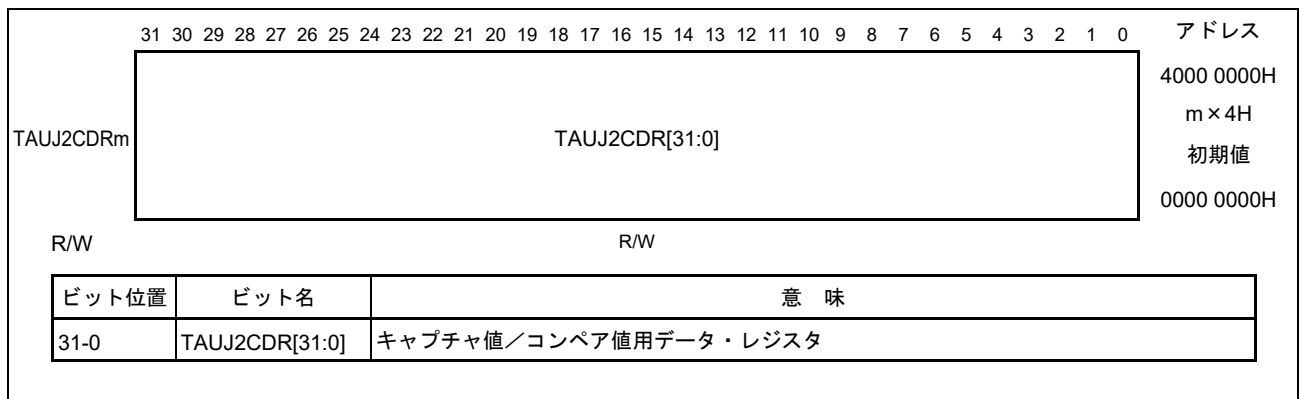 31 30 29 28 27 26 25 24 23 22 21 20 19 18 17 16 15 14 13 12 11 10 9 8 7 6 5 4 3 2 1 0 アドレス
4000 0000H
m×4H
TAUJ2CDRm TAUJ2CDR[31:0]
初期値
0000 0000H
R/W R/W
ビット位置 ビット名 意 味
31-0 TAUJ2CDR[31:0] キャプチャ値/コンペア値用データ・レジスタ